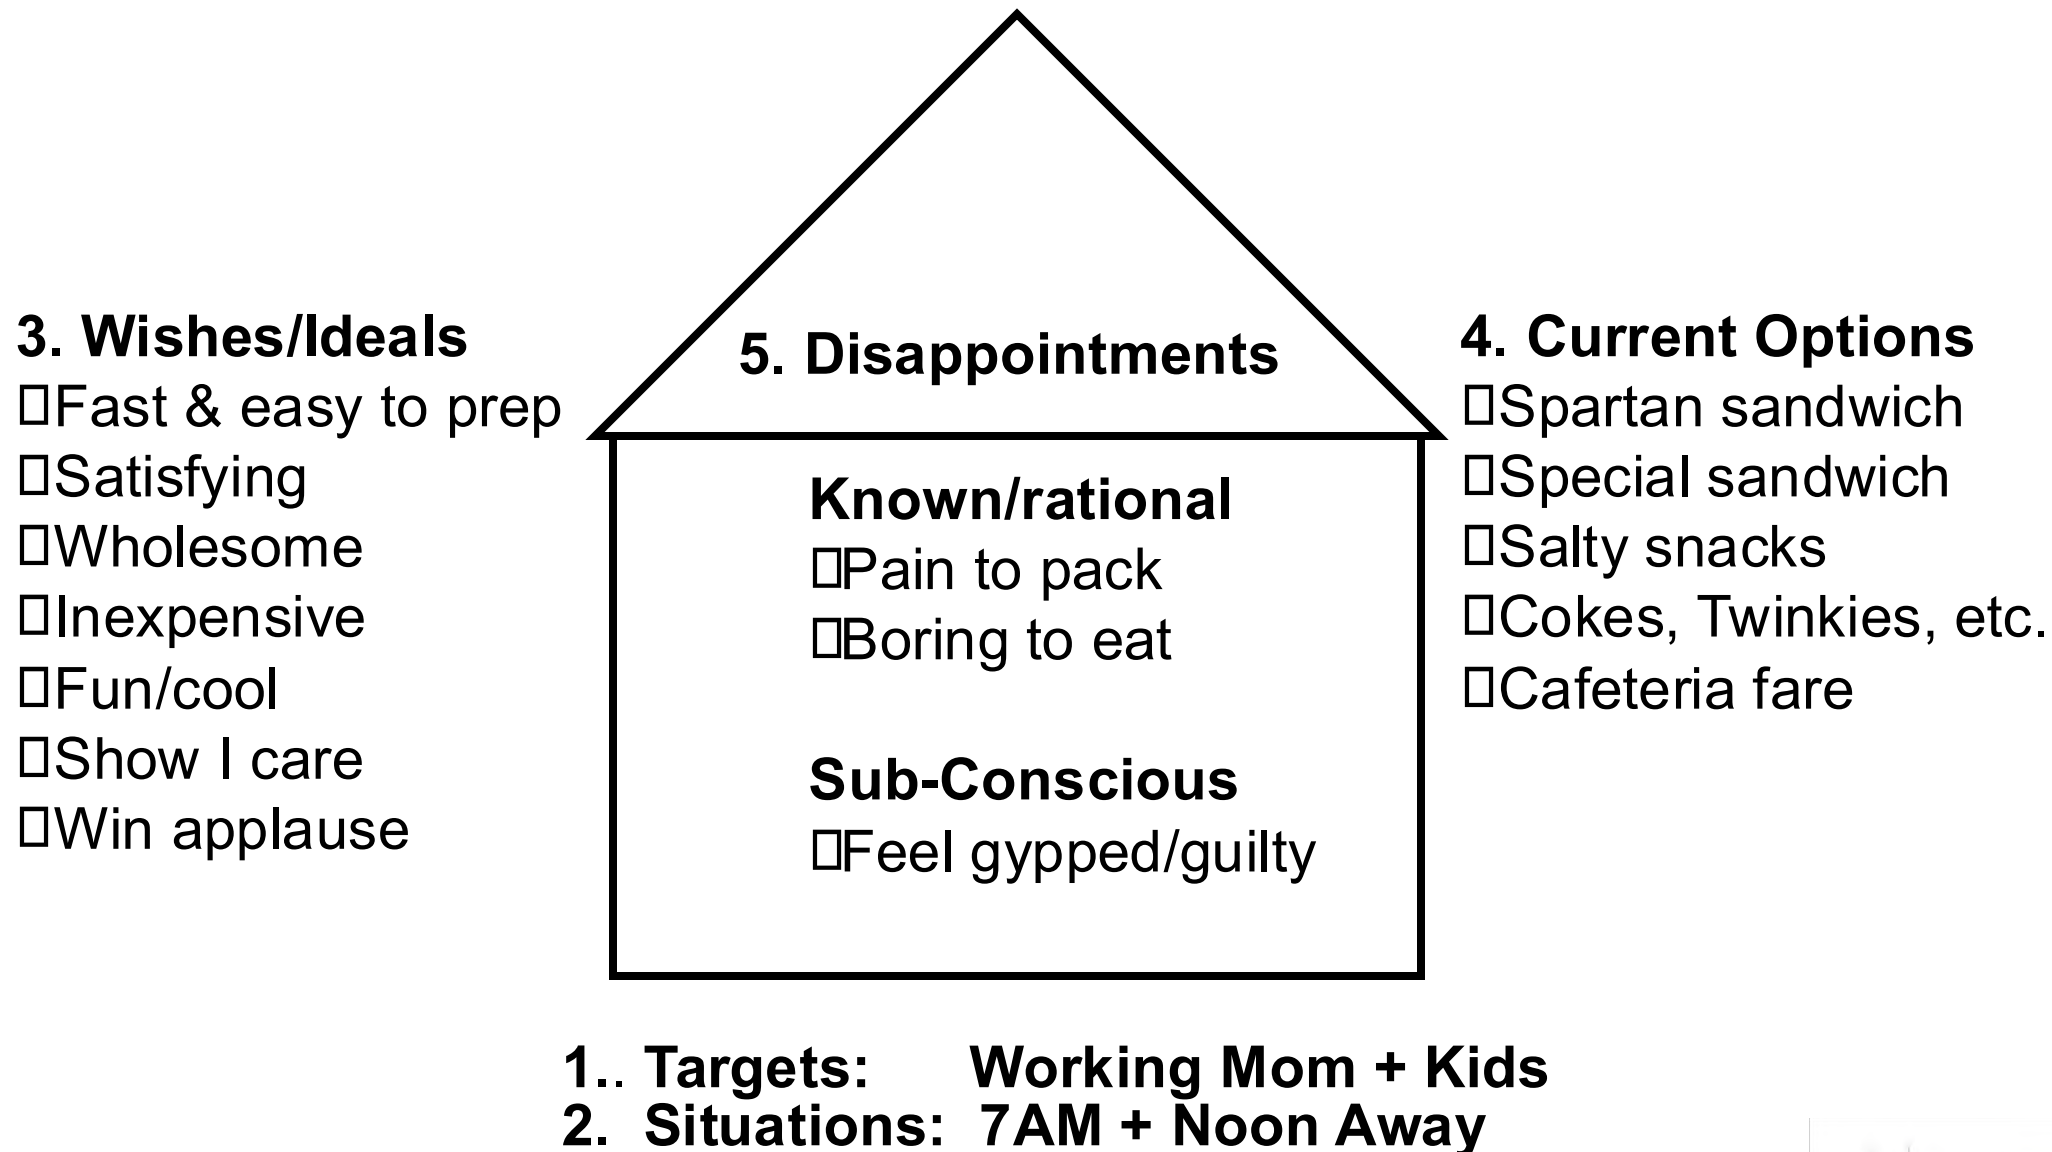 3. Wishes/Ideals
▯Fast & easy to prep
▯Satisfying
▯Wholesome
▯Inexpensive
▯Fun/cool
▯Show I care
▯Win applause
5. Disappointments
Known/rational
▯Pain to pack
▯Boring to eat
Sub-Conscious
▯Feel gypped/guilty
4. Current Options
▯Spartan sandwich
▯Special sandwich
▯Salty snacks
▯Cokes, Twinkies, etc.
▯Cafeteria fare
1.. Targets: Working Mom + Kids
2. Situations: 7AM + Noon Away